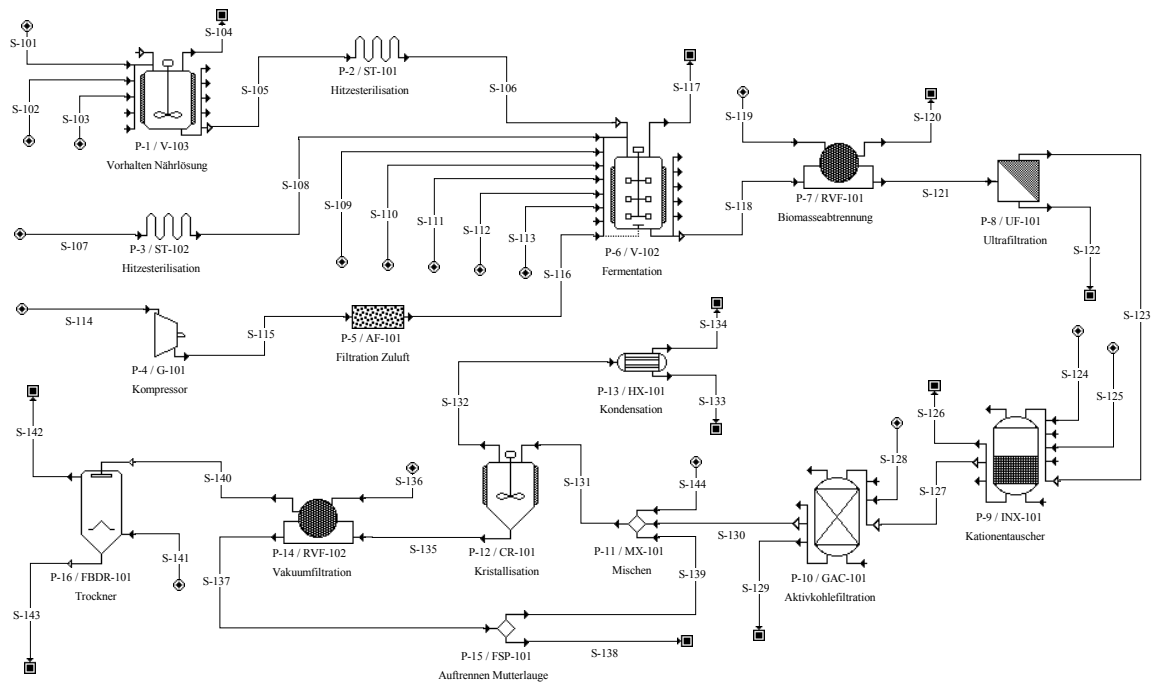 S-101
S-104
S-102
S-103
S-105
P-1 / V-103
Vorhalten Nährlösung
P-2 / ST-101
Hitzesterilisation
S-106
S-117
S-107
P-3 / ST-102
Hitzesterilisation
S-108
S-109
S-110
S-111
S-112
S-113
S-116
P-6 / V-102
Fermentation
S-118
S-119
S-120
P-7 / RVF-101
Biomasseabtrennung
S-121
P-8 / UF-101
Ultrafiltration
S-122
S-123
S-114
P-4 / G-101
Kompressor
S-115
P-5 / AF-101
Filtration Zuluft
S-134
P-13 / HX-101
Kondensation
S-133
S-132
S-124
S-125
S-126
S-127
P-9 / INX-101
Kationentauscher
S-128
P-10 / GAC-101
Aktivkohlefiltration
S-129
S-130
S-144
P-11 / MX-101
Mischen
S-131
S-139
P-12 / CR-101
Kristallisation
S-135
S-136
P-14 / RVF-102
Vakuumfiltration
S-137
S-140
S-142
S-141
P-16 / FBDR-101
Trockner
S-143
P-15 / FSP-101
Auftrennen Mutterlauge
S-138